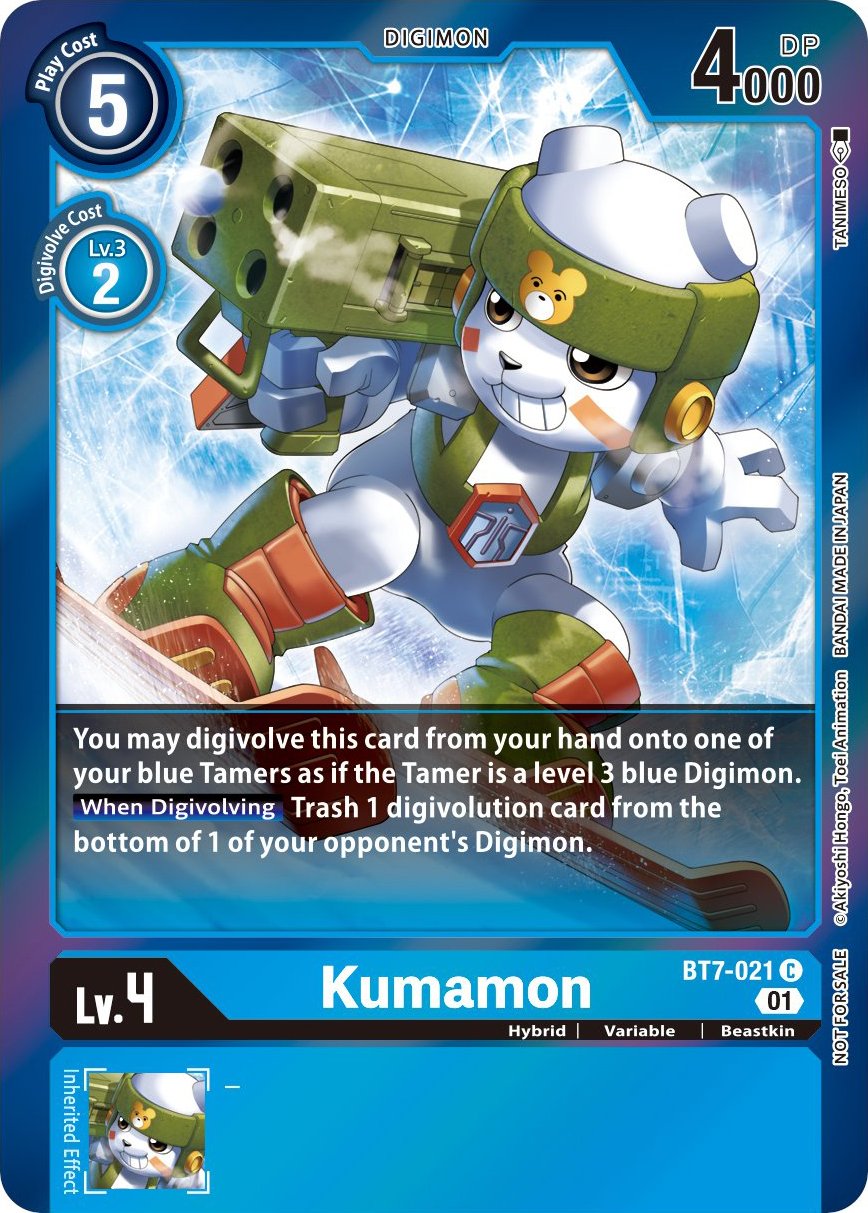 DIGIMON
Play Cost
5
DP
4000
Digivolve Cost
Lv.3
2
TANIMESO
BANDAI MADE IN JAPAN
©Akiyoshi Hongo, Toei Animation
NOT FOR SALE
You may digivolve this card from your hand onto one of
your blue Tamers as if the Tamer is a level 3 blue Digimon.
When Digivolving Trash 1 digivolution card from the
bottom of 1 of your opponent's Digimon.
Lv.4
Kumamon
BT7-021 C
01
Hybrid | Variable | Beastkin
Inherited Effect
–